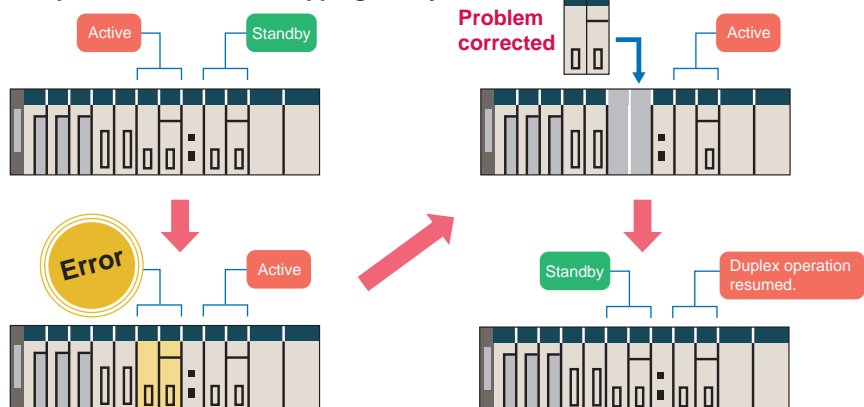 Active
Standby
Error
Active
Problem
corrected
Active
Standby
Duplex operation
resumed.